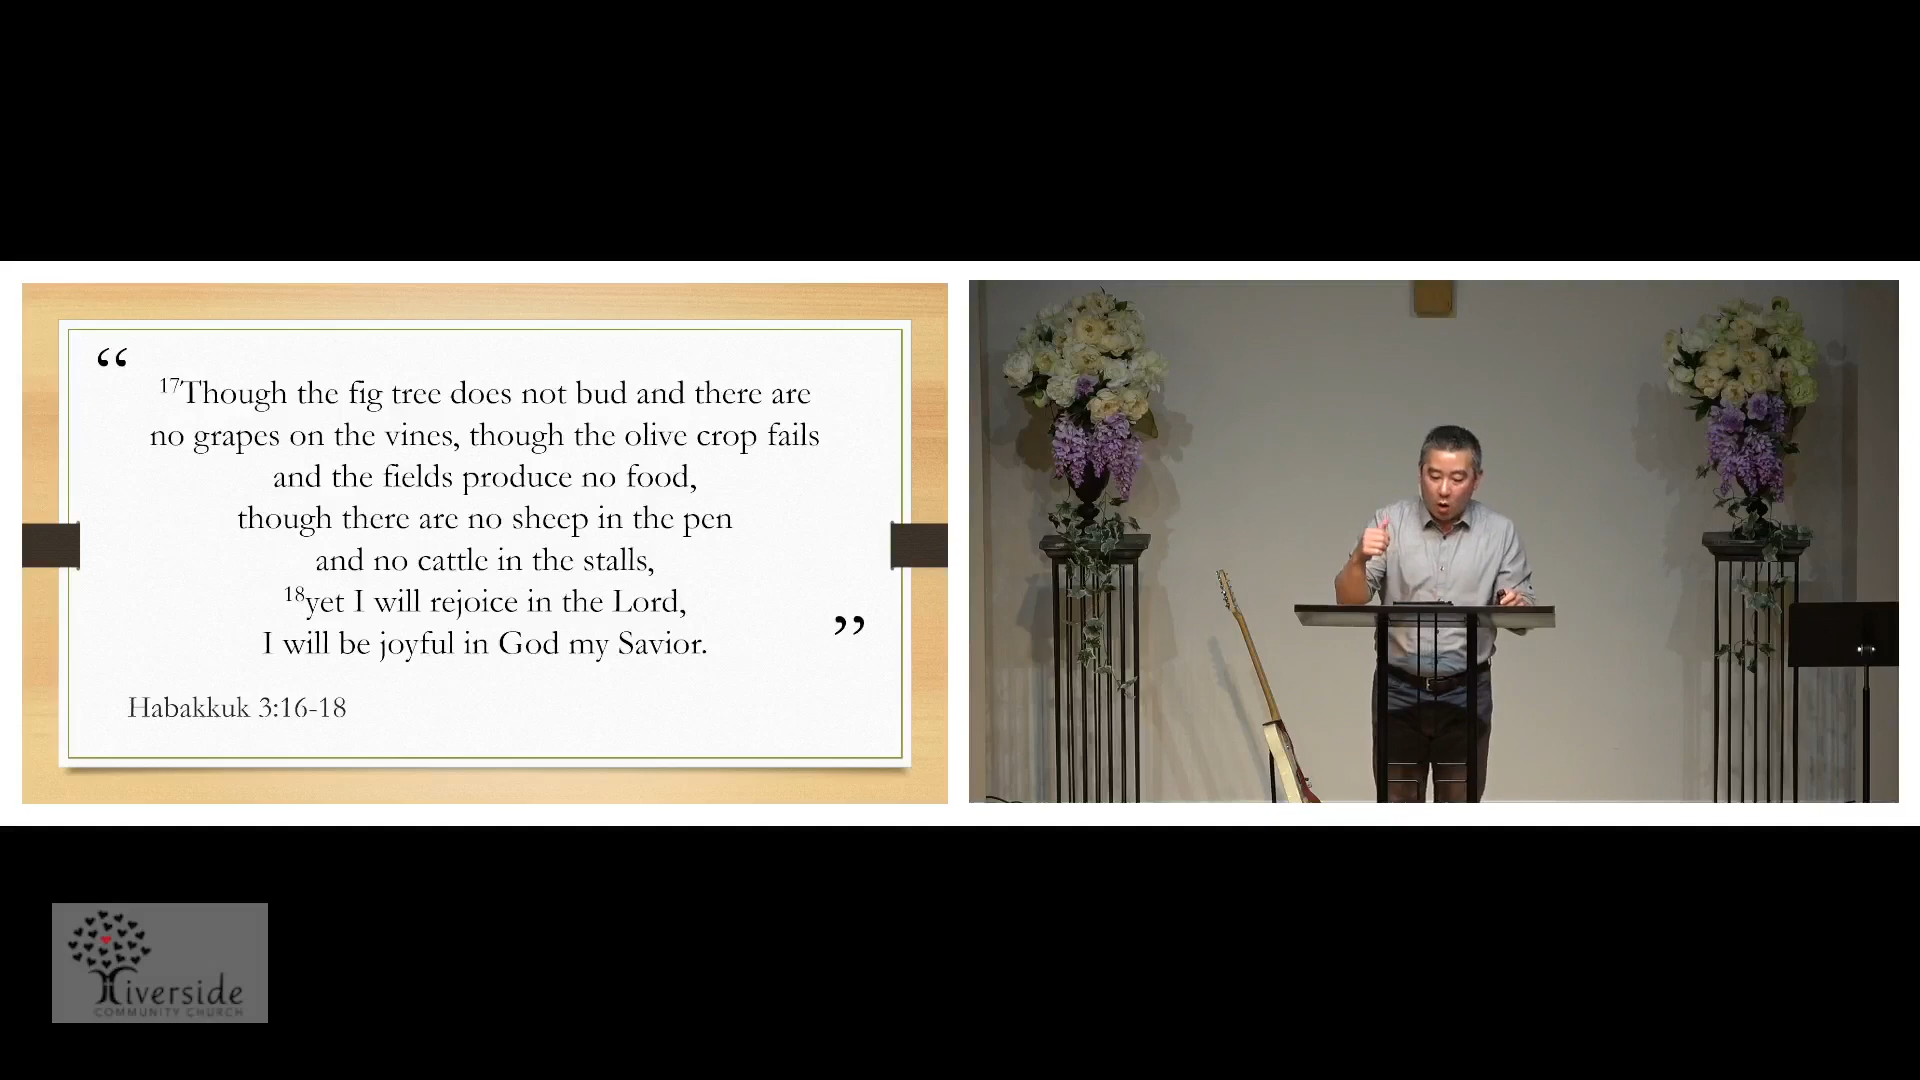 “
17Though the fig tree does not bud and there are
no grapes on the vines, though the olive crop fails
and the fields produce no food,
though there are no sheep in the pen
and no cattle in the stalls,
18yet I will rejoice in the Lord,
I will be joyful in God my Savior.
”
Habakkuk 3:16-18
Riverside
COMMUNITY CHURCH